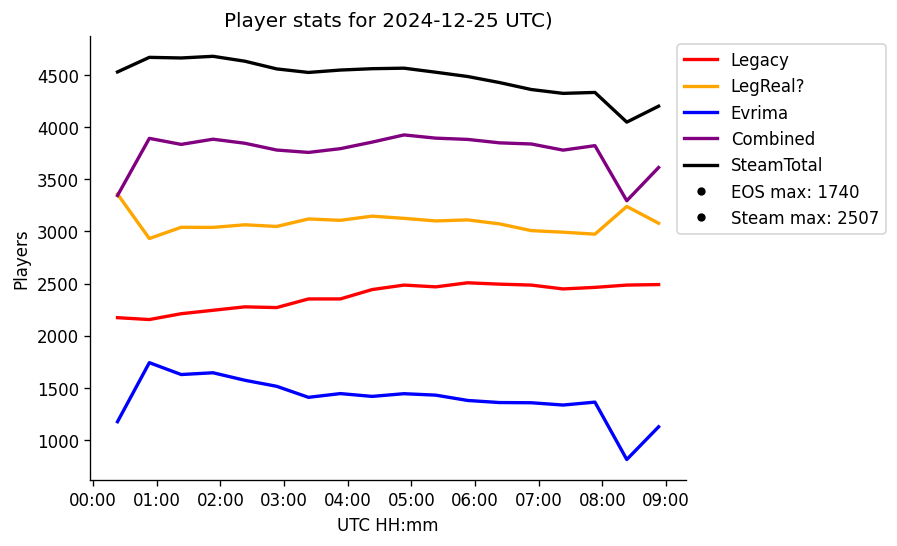 Player stats for 2024-12-25 UTC)
Legacy
LegReal?
Evrima
Combined
SteamTotal
EOS max: 1740
Steam max: 2507
Players
4500
4000
3500
3000
2500
2000
1500
1000
00:00 01:00 02:00 03:00 04:00 05:00 06:00 07:00 08:00 09:00
UTC HH:mm